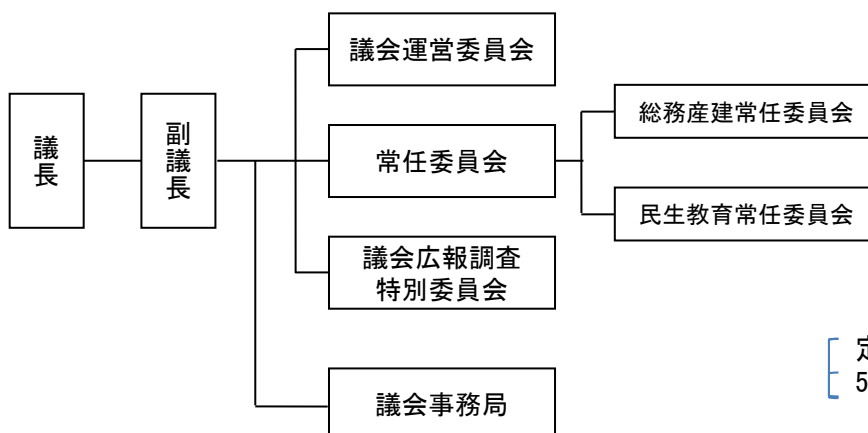 議長
副議長
議会運営委員会
常任委員会
議会広報調査
特別委員会
議会事務局
総務産建常任委員会
民生教育常任委員会
定
5